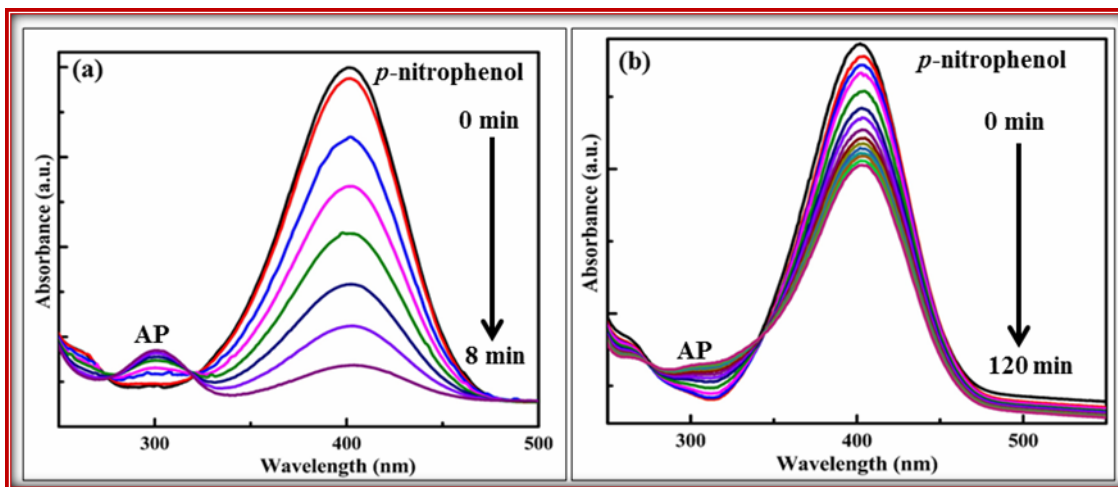 (a)
p-nitrophenol
0 min
8 min
AP
Absorbance (a.u.)
300
400
500
Wavelength (nm)
(b)
p-nitrophenol
0 min
120 min
AP
Absorbance (a.u.)
300
400
500
Wavelength (nm)